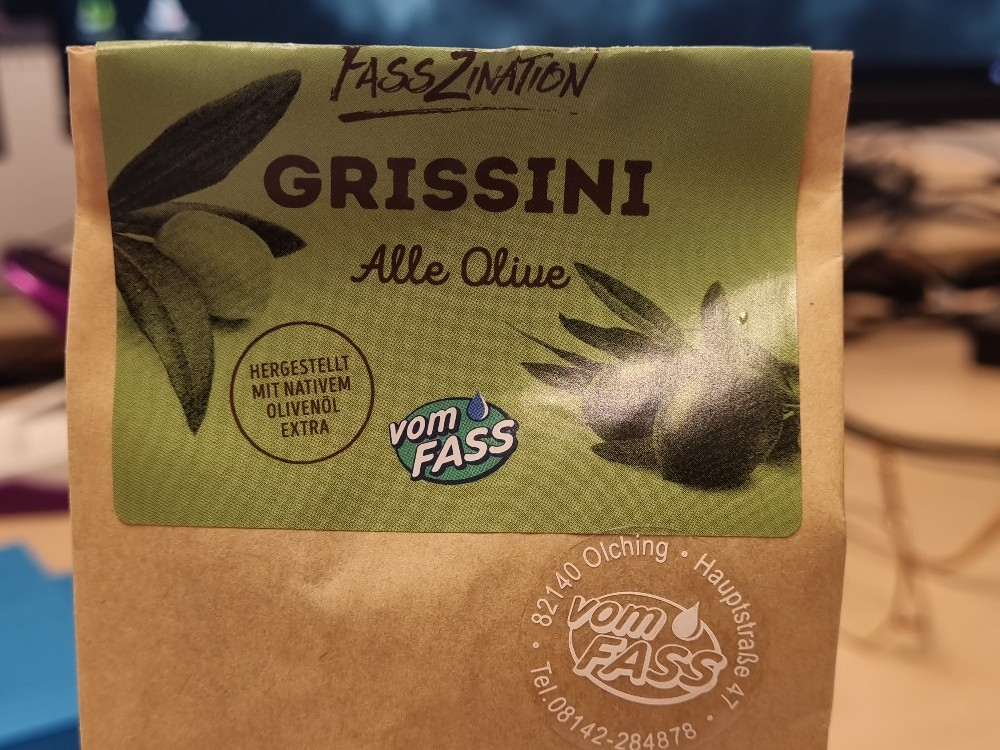 FASSZINATION
GRISSINI
Alle Olive
HERGESTELLT
MIT NATIVEM
OLIVENÖL
EXTRA
vom
FASS
82140 Olching · Hauptstraße 47 · Tel.08142-284878 ·
vom
FASS